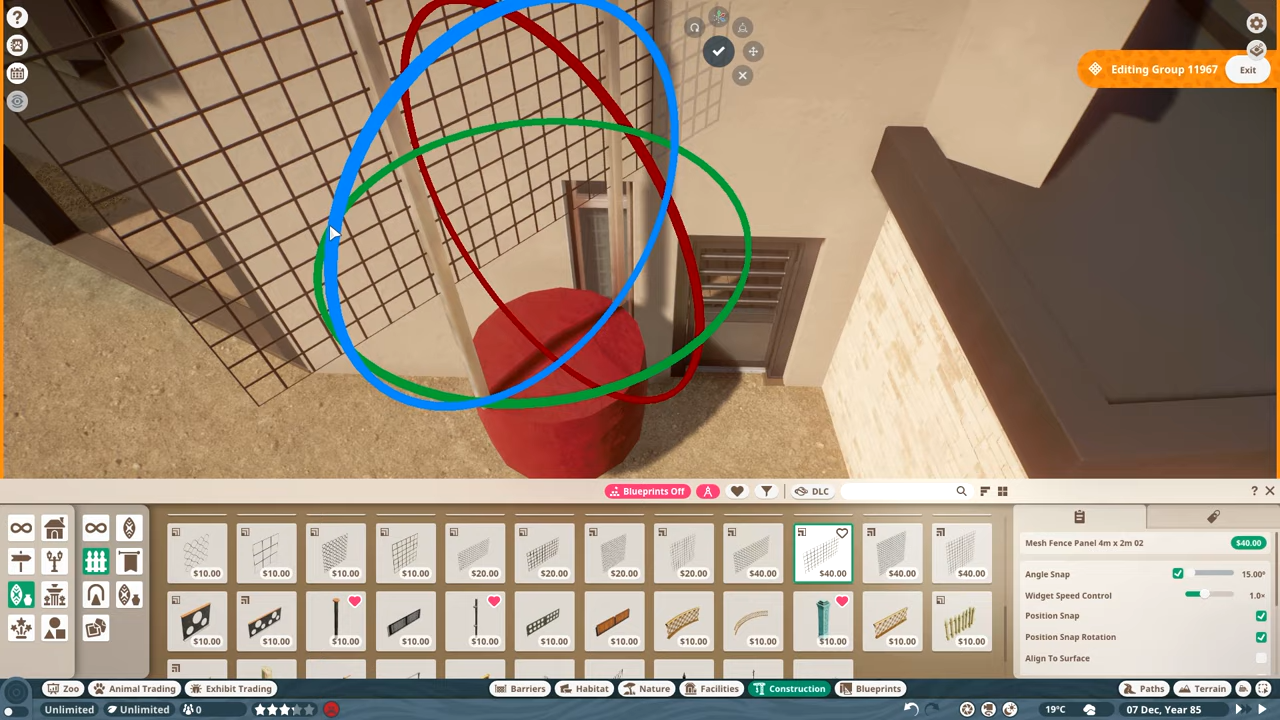 Editing Group 11967
Exit
Blueprints Off
DLC
?
$10.00
$10.00
$10.00
$10.00
$20.00
$20.00
$20.00
$20.00
$40.00
$40.00
$40.00
$40.00
$10.00
$10.00
$10.00
$10.00
$10.00
$10.00
$10.00
$10.00
$10.00
$10.00
$10.00
$10.00
Mesh Fence Panel 4m x 2m 02
$40.00
Angle Snap
15.00°
Widget Speed Control
1.0×
Position Snap
Position Snap Rotation
Align To Surface
Zoo
Animal Trading
Exhibit Trading
Barriers
Habitat
Nature
Facilities
Construction
Blueprints
Paths
Terrain
Unlimited
Unlimited
0
19°C
07 Dec, Year 85